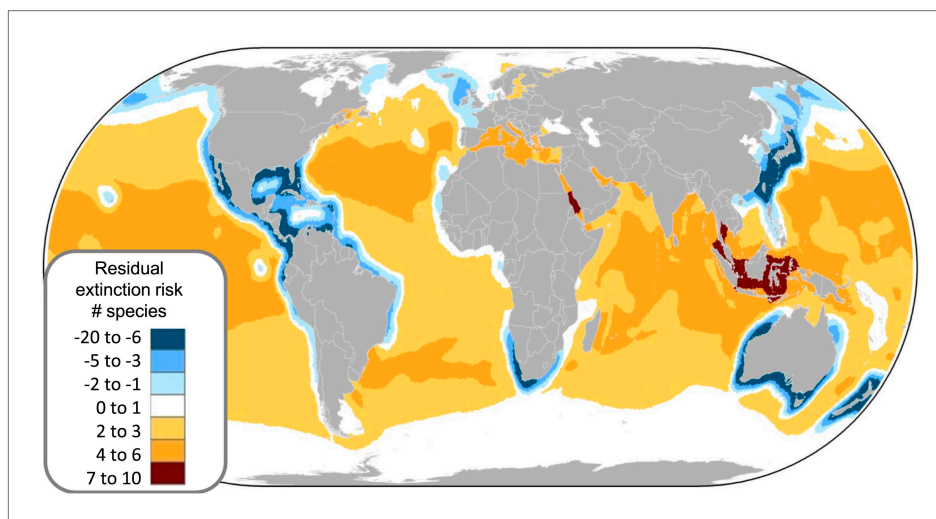 Residual
extinction risk
# species
-20 to -6
-5 to -3
-2 to -1
0 to 1
2 to 3
4 to 6
7 to 10